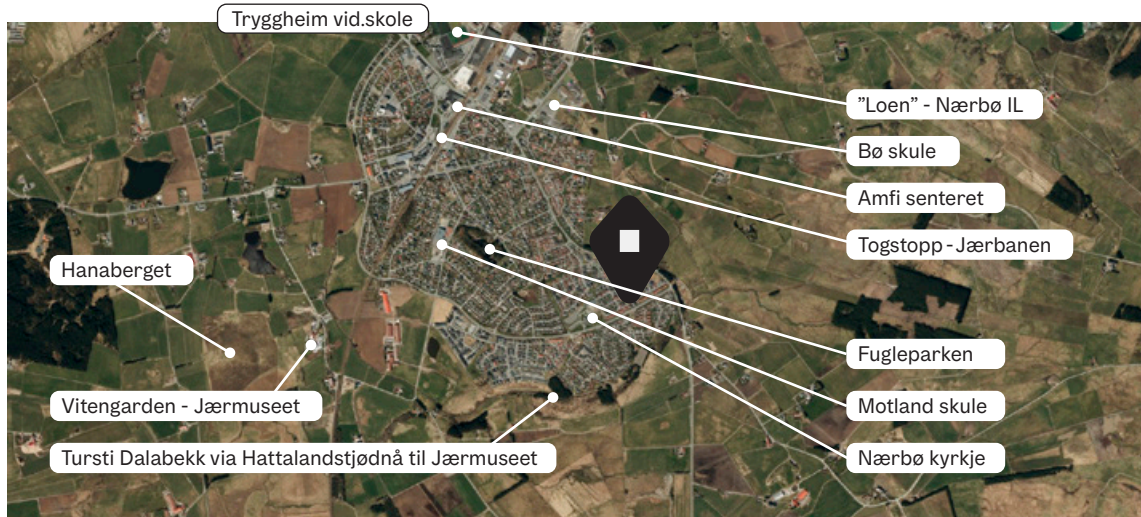 Tryggheim vid.skole
"Loen" - Nærbø IL
Bø skule
Amfi senteret
Togstopp - Jærbanen
Hanaberget
Fugleparken
Vitengarden - Jærmuseet
Motland skule
Tursti Dalabekk via Hattalandstjødnå til Jærmuseet
Nærbø kyrkje